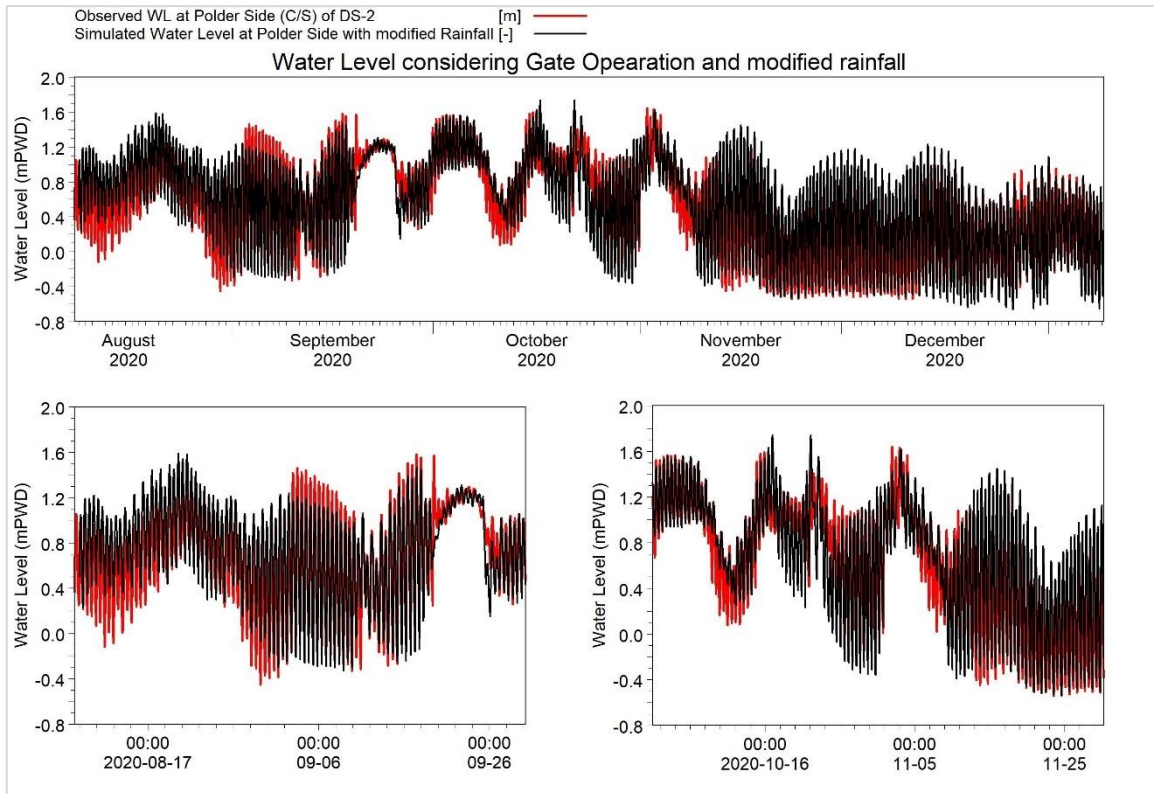 Observed WL at Polder Side (C/S) of DS-2 [m]
Simulated Water Level at Polder Side with modified Rainfall [-]
Water Level considering Gate Opearation and modified rainfall
Water Level (mPWD)
2.0
1.6
1.2
0.8
0.4
0.0
-0.4
-0.8
August September October November December
2020 2020 2020 2020 2020
Water Level (mPWD)
2.0
1.6
1.2
0.8
0.4
0.0
-0.4
-0.8
00:00 00:00 00:00
2020-08-17 09-06 09-26
Water Level (mPWD)
2.0
1.6
1.2
0.8
0.4
0.0
-0.4
-0.8
00:00 00:00 00:00
2020-10-16 11-05 11-25